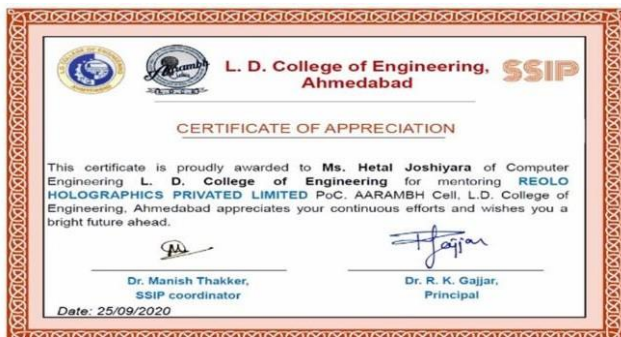 Aarambh
L. D. College of Engineering,
Ahmedabad
SSIP
CERTIFICATE OF APPRECIATION
This certificate is proudly awarded to Ms. Hetal Joshiyara of Computer
Engineering L. D. College of Engineering for mentoring REOLO
HOLOGRAPHICS PRIVATED LIMITED PoC. AARAMBH Cell, L.D. College of
Engineering, Ahmedabad appreciates your continuous efforts and wishes you a
bright future ahead.
Dr. Manish Thakker,
SSIP coordinator
Dr. R. K. Gajjar,
Principal
Date: 25/09/2020